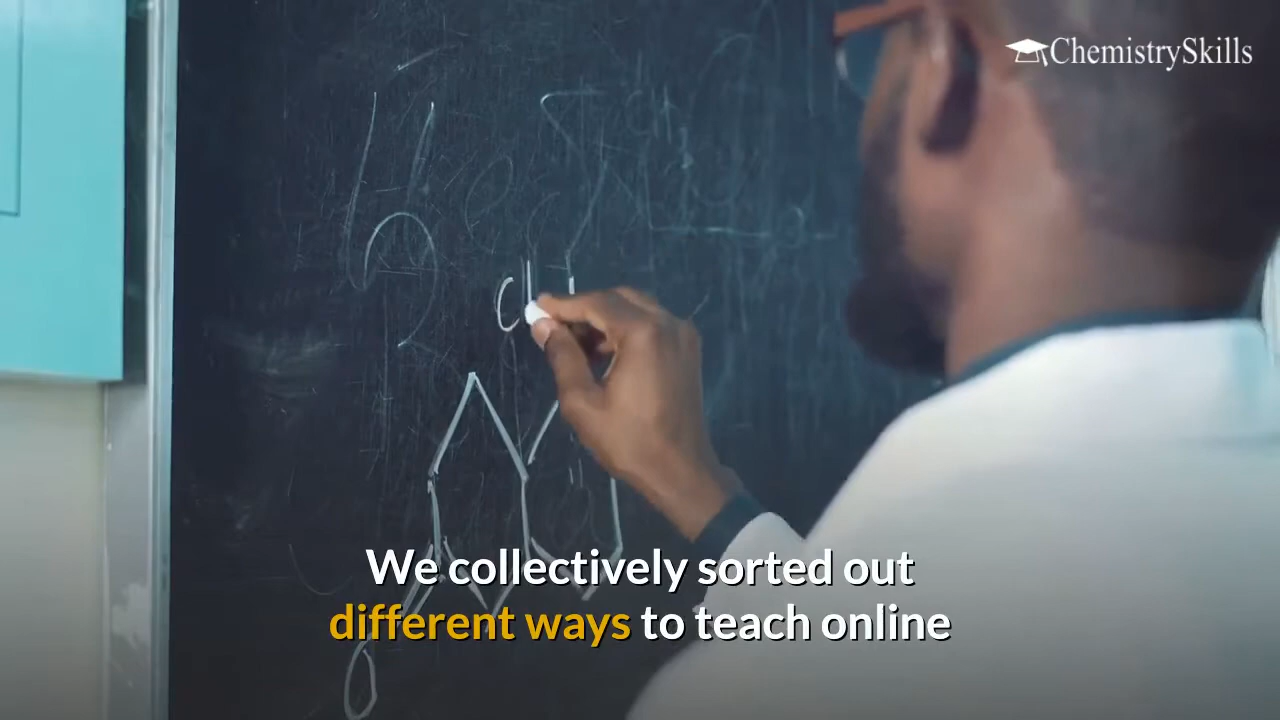 ChemistrySkills
We collectively sorted out
different ways to teach online